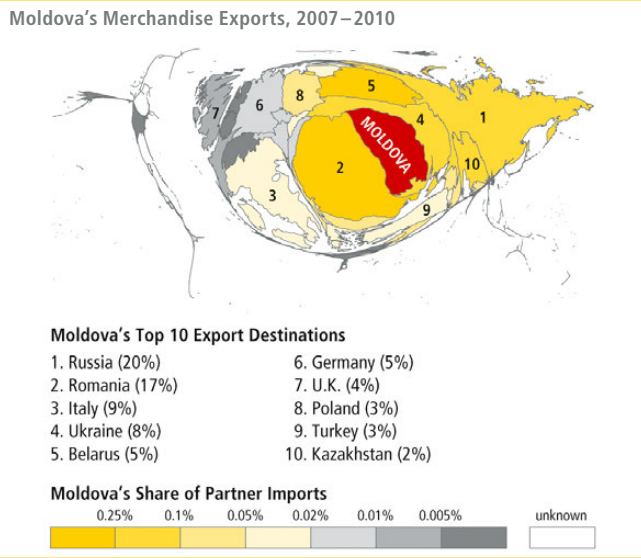 Moldova's Merchandise Exports, 2007–2010
7
6
8
5
4
1
MOLDOVA
2
10
3
9
Moldova's Top 10 Export Destinations
1. Russia (20%)
2. Romania (17%)
3. Italy (9%)
4. Ukraine (8%)
5. Belarus (5%)
6. Germany (5%)
7. U.K. (4%)
8. Poland (3%)
9. Turkey (3%)
10. Kazakhstan (2%)
Moldova's Share of Partner Imports
0.25% 0.1% 0.05% 0.02% 0.01% 0.005% unknown